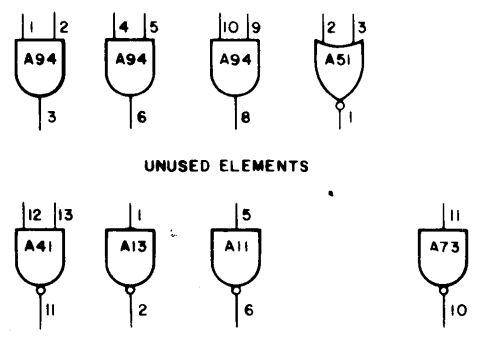 1 2 4 5 10 9 2 3
A94 A94 A94 A51
3 6 8 1
UNUSED ELEMENTS
12 13 1 5 11
A41 A13 A11 A73
11 2 6 10